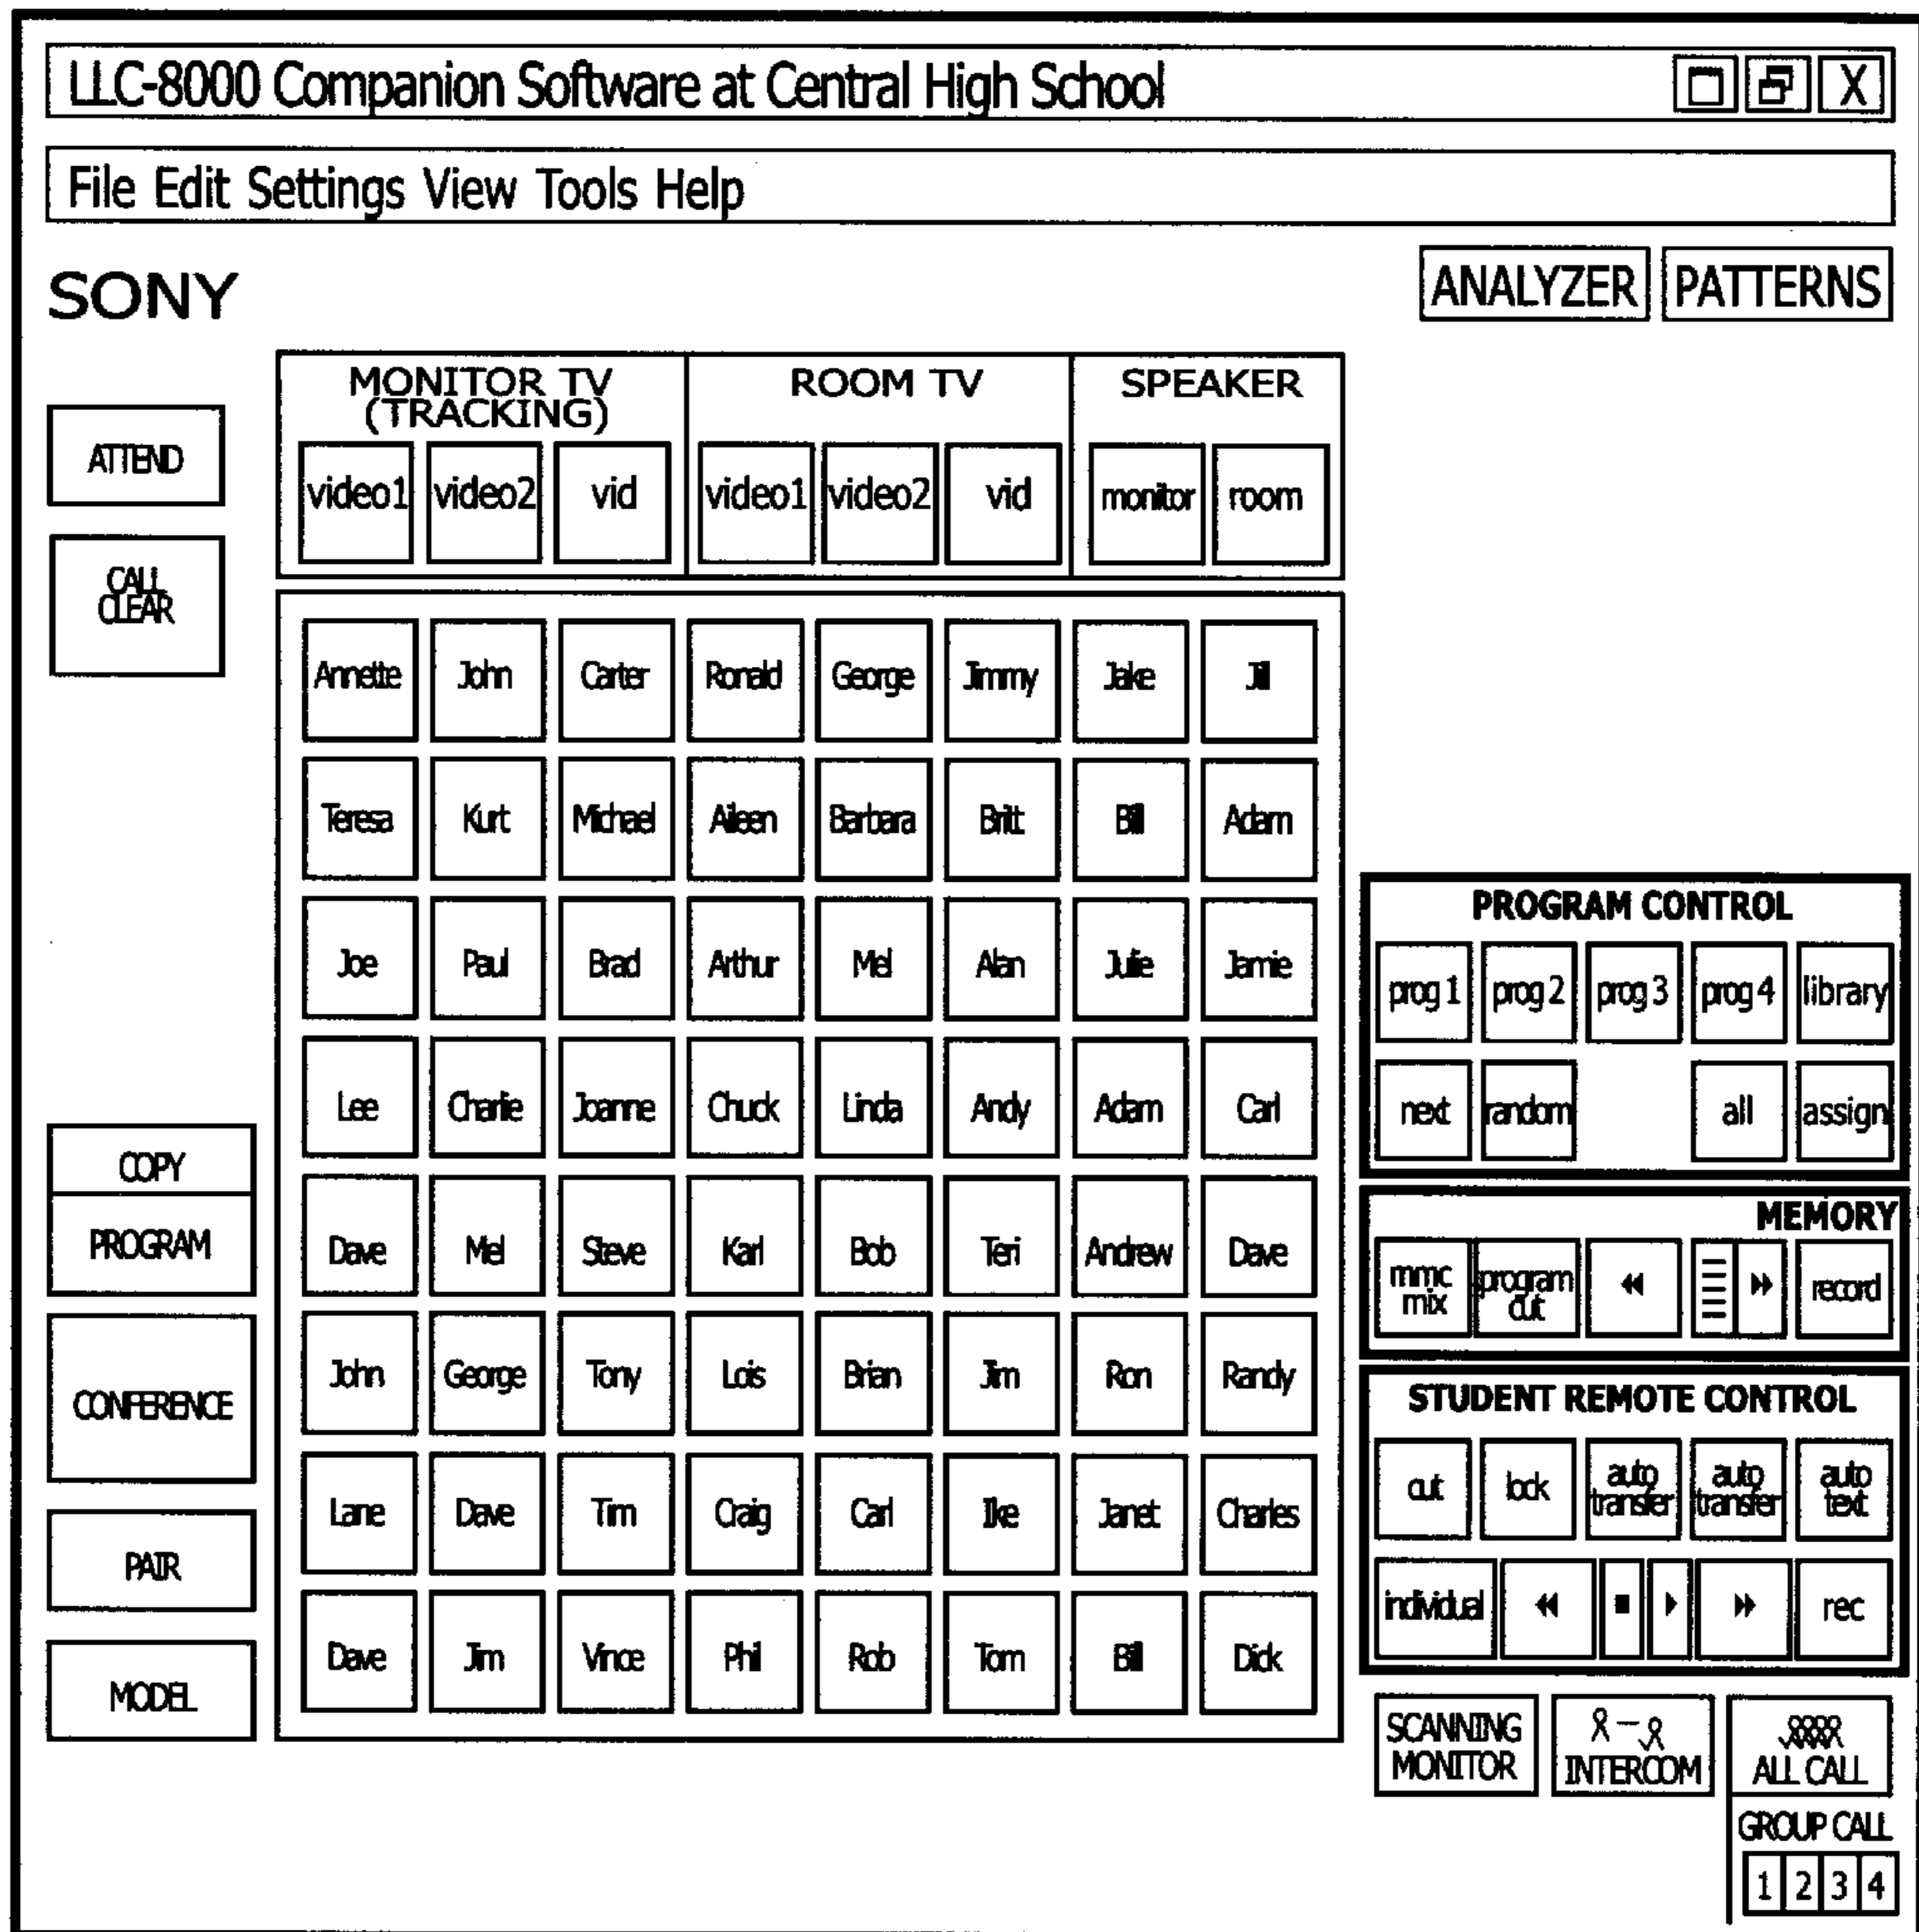 LLC-8000 Companion Software at Central High School X
File Edit Settings View Tools Help
SONY
ANALYZER PATTERNS
MONITOR TV
(TRACKING)
ROOM TV
SPEAKER
video1 video2 vid video1 video2 vid monitor room
ATTEND
CALL
CLEAR
Annette John Carter Ronald George Jimmy Jake Jill
Teresa Kurt Michael Aileen Barbara Britt Bill Adam
Joe Paul Brad Arthur Mel Alan Julie Jamie
Lee Charlie Joanne Chuck Linda Andy Adam Carl
Dave Mel Steve Karl Bob Teri Andrew Dave
John George Tony Lois Brian Jim Ron Randy
Lane Dave Tim Craig Carl Ike Janet Charles
Dave Jim Vince Phil Rob Tom Bill Dick
COPY
PROGRAM
CONFERENCE
PAIR
MODEL
PROGRAM CONTROL
prog 1 prog 2 prog 3 prog 4 library
next random all assign
MEMORY
mmc
mix
program
cut
record
STUDENT REMOTE CONTROL
cut lock
auto
transfer
auto
transfer
auto
text
individual rec
SCANNING
MONITOR
INTERCOM
ALL CALL
GROUP CALL
1 2 3 4